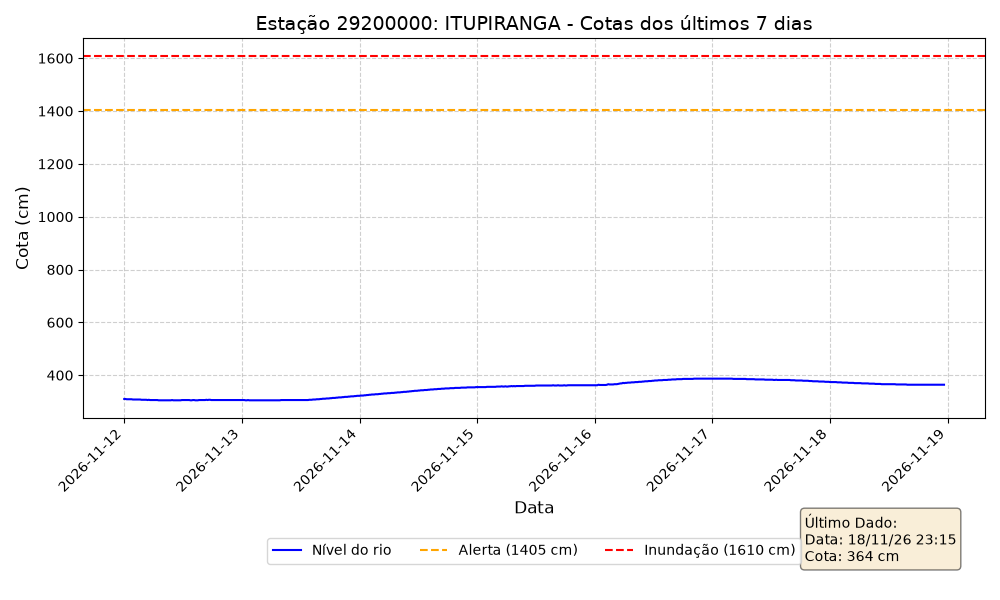 Estação 29200000: ITUPIRANGA - Cotas dos últimos 7 dias
Cota (cm)
1600
1400
1200
1000
800
600
400
2026-11-12
2026-11-13
2026-11-14
2026-11-15
2026-11-16
2026-11-17
2026-11-18
2026-11-19
Data
Nível do rio
Alerta (1405 cm)
Inundação (1610 cm)
Último Dado:
Data: 18/11/26 23:15
Cota: 364 cm